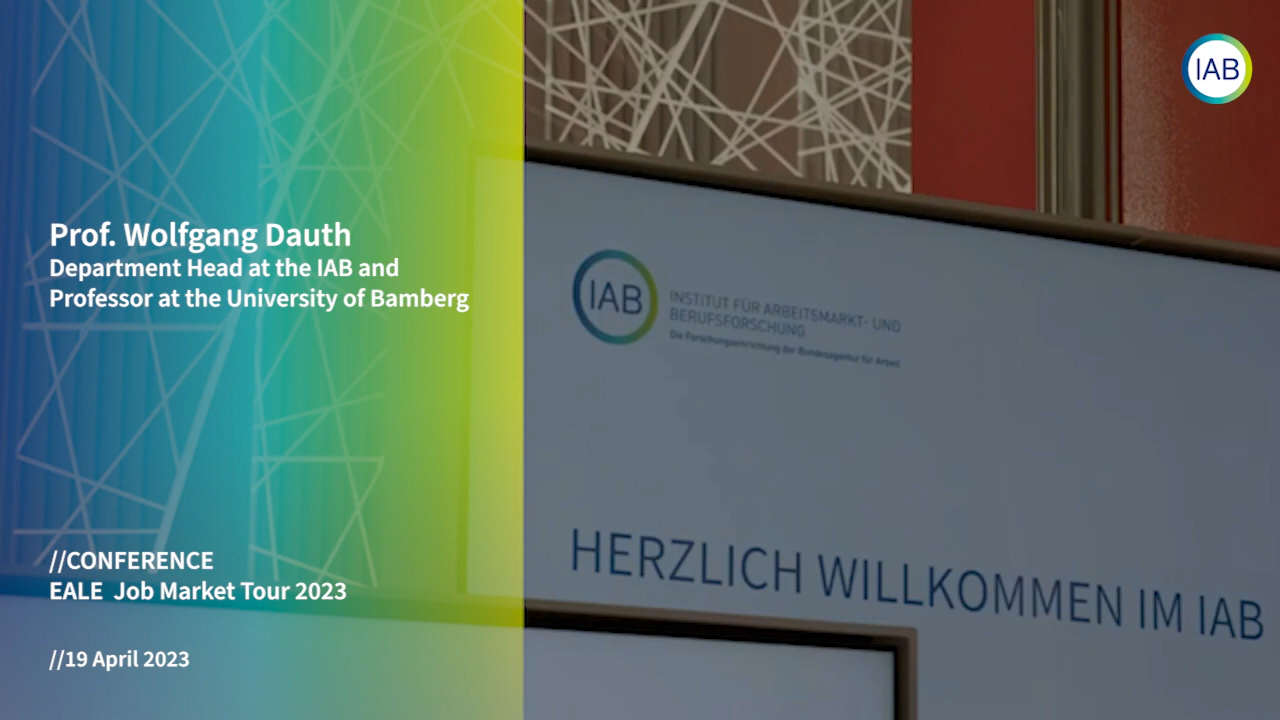 IAB
Prof. Wolfgang Dauth
Department Head at the IAB and
Professor at the University of Bamberg
//CONFERENCE
EALE Job Market Tour 2023
//19 April 2023
IAB
INSTITUT FÜR ARBEITSMARKT- UND
BERUFSFORSCHUNG
Die Forschungseinrichtung der Bundesagentur für Arbeit
HERZLICH WILLKOMMEN IM IAB